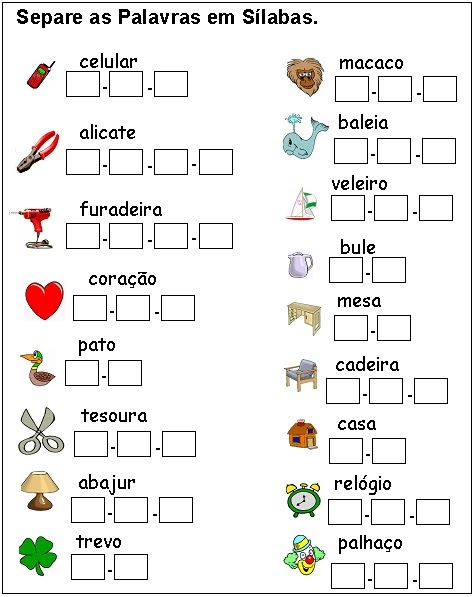 Separe as Palavras em Sílabas.
celular
alicate
furadeira
coração
pato
tesoura
abajur
trevo
macaco
baleia
veleiro
bule
mesa
cadeira
casa
relógio
palhaço